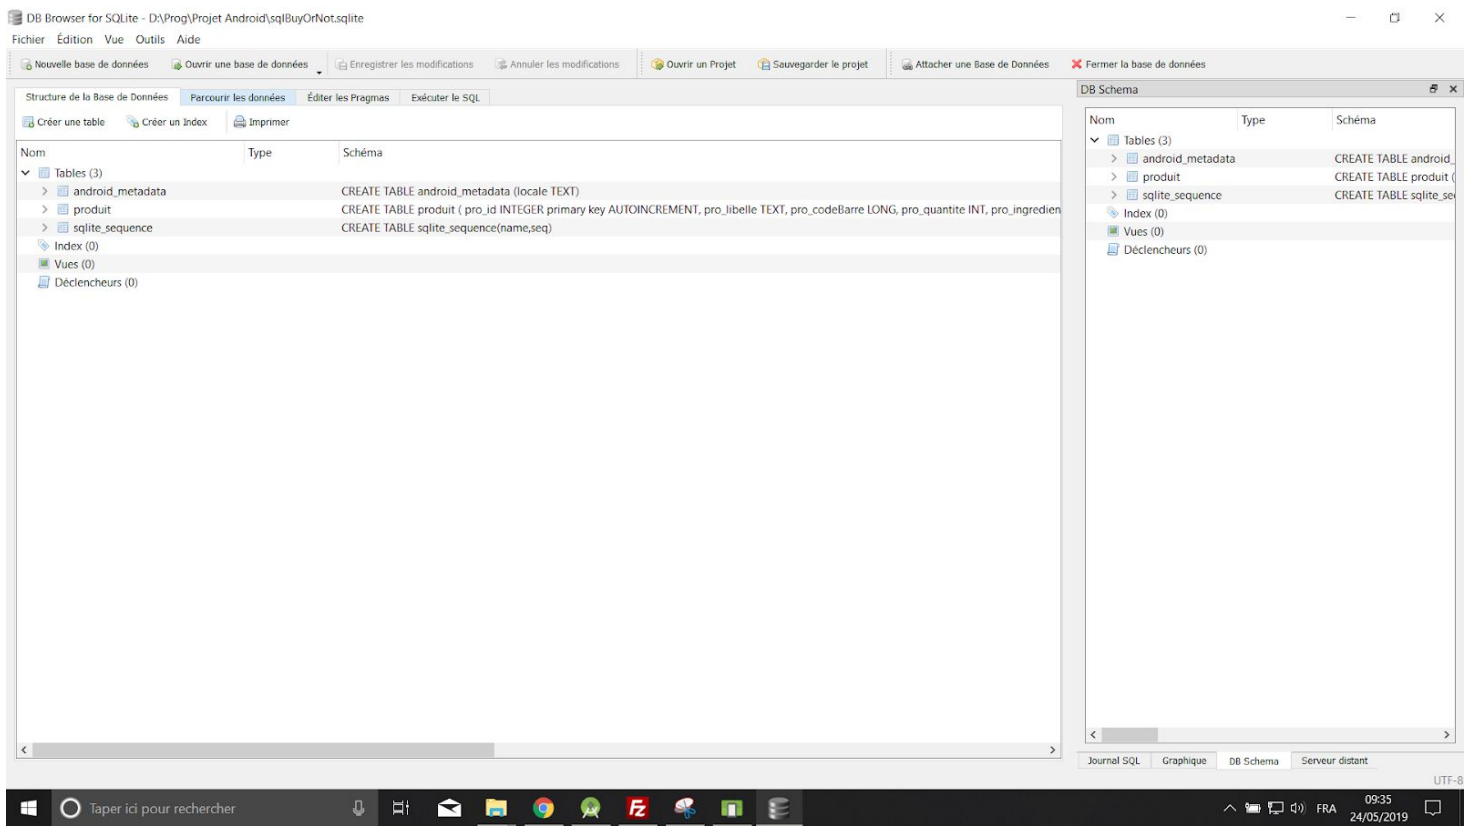 DB Browser for SQLite - D:\Prog\Projet Android\sqlBuyOrNot.sqlite
Fichier Édition Vue Outils Aide
Nouvelle base de données Ouvrir une base de données Enregistrer les modifications Annuler les modifications Ouvrir un Projet Sauvegarder le projet Attacher une Base de Données Fermer la base de données
Structure de la Base de Données Parcourir les données Éditer les Pragmas Exécuter le SQL
Créer une table Créer un Index Imprimer
Nom Type Schéma
Tables (3)
android_metadata CREATE TABLE android_metadata (locale TEXT)
produit CREATE TABLE produit ( pro_id INTEGER primary key AUTOINCREMENT, pro_libelle TEXT, pro_codeBarre LONG, pro_quantite INT, pro_ingredien
sqlite_sequence CREATE TABLE sqlite_sequence(name,seq)
Index (0)
Vues (0)
Déclencheurs (0)
DB Schema
Nom Type Schéma
Tables (3)
android_metadata CREATE TABLE android_
produit CREATE TABLE produit (
sqlite_sequence CREATE TABLE sqlite_se
Index (0)
Vues (0)
Déclencheurs (0)
Journal SQL Graphique DB Schema Serveur distant
UTF-8
Taper ici pour rechercher
Fz
FRA
09:35
24/05/2019